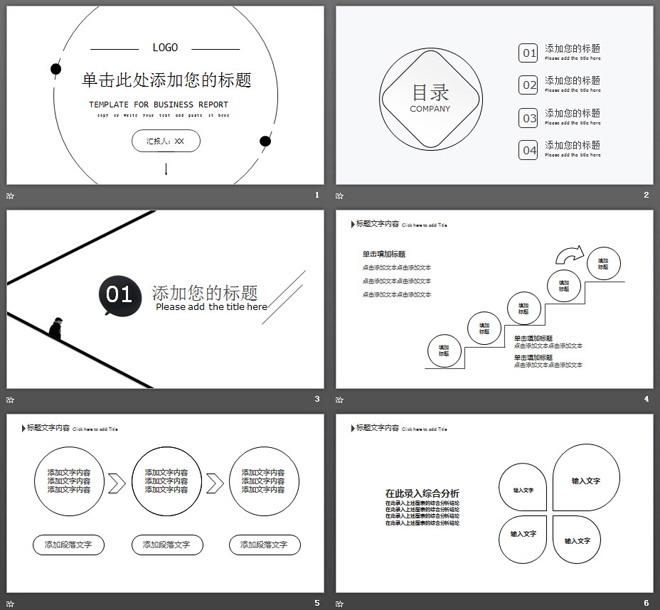 LOGO
单击此处添加您的标题
TEMPLATE FOR BUSINESS REPORT
copy or write your text and paste it here
汇报人：XX
1
目录
COMPANY
01 添加您的标题
Please add the title here
02 添加您的标题
Please add the title here
03 添加您的标题
Please add the title here
04 添加您的标题
Please add the title here
2
01 添加您的标题
Please add the title here
3
标题文字内容 Click here to add Title
单击填加标题
点击添加文本点击添加文本
点击添加文本点击添加文本
点击添加文本点击添加文本
填加
标题
填加
标题
填加
标题
填加
标题
填加
标题
单击填加标题
点击添加文本点击添加文本
单击填加标题
点击添加文本点击添加文本
4
标题文字内容 Click here to add Title
添加文字内容
添加文字内容
添加文字内容
添加文字内容
添加文字内容
添加文字内容
添加文字内容
添加文字内容
添加文字内容
添加段落文字
添加段落文字
添加段落文字
5
标题文字内容 Click here to add Title
在此录入综合分析
在此录入上述图表的综合分析结论
在此录入上述图表的综合分析结论
在此录入上述图表的综合分析结论
在此录入上述图表的综合分析结论
输入文字
输入文字
输入文字
输入文字
6